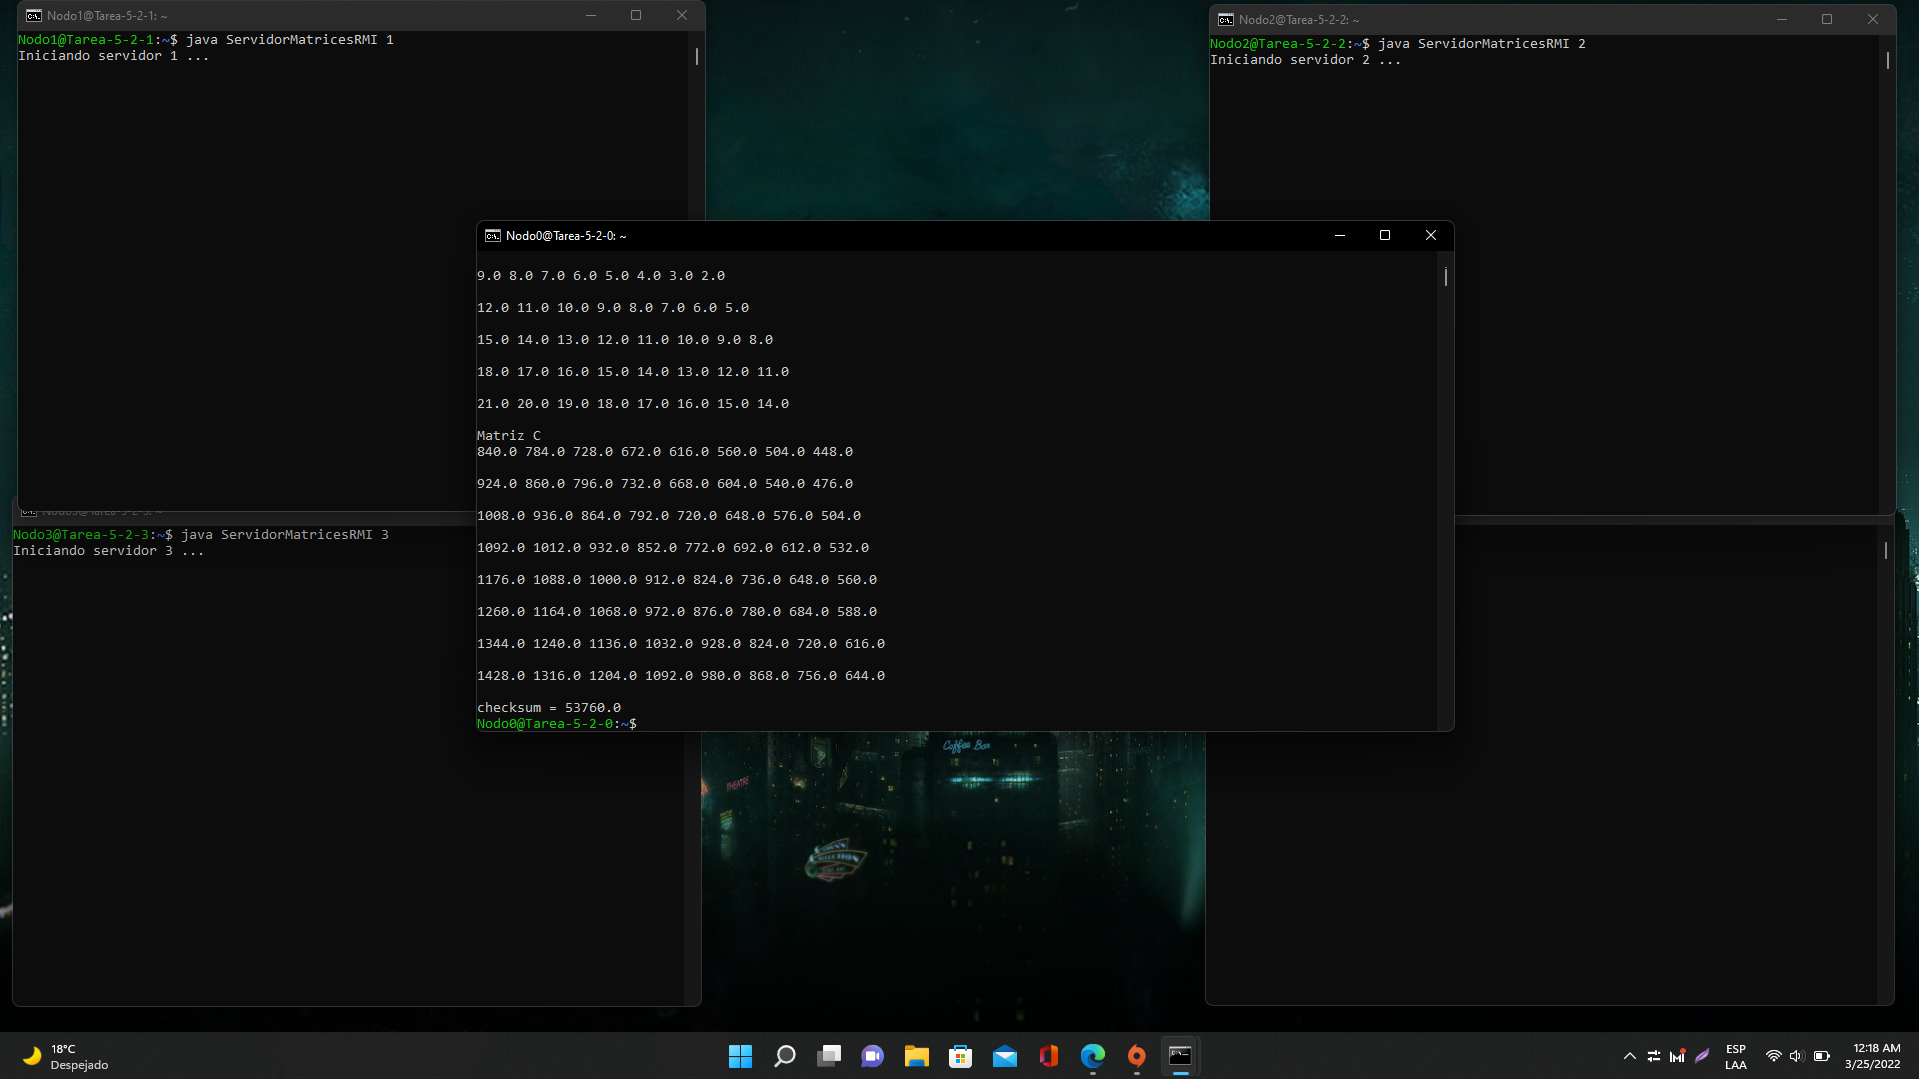 Nodo1@Tarea-5-2-1: ~
Nodo1@Tarea-5-2-1:~$ java ServidorMatricesRMI 1
Iniciando servidor 1 ...
Nodo2@Tarea-5-2-2: ~
Nodo2@Tarea-5-2-2:~$ java ServidorMatricesRMI 2
Iniciando servidor 2 ...
Nodo0@Tarea-5-2-0: ~
9.0 8.0 7.0 6.0 5.0 4.0 3.0 2.0
12.0 11.0 10.0 9.0 8.0 7.0 6.0 5.0
15.0 14.0 13.0 12.0 11.0 10.0 9.0 8.0
18.0 17.0 16.0 15.0 14.0 13.0 12.0 11.0
21.0 20.0 19.0 18.0 17.0 16.0 15.0 14.0
Matriz C
840.0 784.0 728.0 672.0 616.0 560.0 504.0 448.0
924.0 860.0 796.0 732.0 668.0 604.0 540.0 476.0
1008.0 936.0 864.0 792.0 720.0 648.0 576.0 504.0
1092.0 1012.0 932.0 852.0 772.0 692.0 612.0 532.0
1176.0 1088.0 1000.0 912.0 824.0 736.0 648.0 560.0
1260.0 1164.0 1068.0 972.0 876.0 780.0 684.0 588.0
1344.0 1240.0 1136.0 1032.0 928.0 824.0 720.0 616.0
1428.0 1316.0 1204.0 1092.0 980.0 868.0 756.0 644.0
checksum = 53760.0
Nodo0@Tarea-5-2-0:~$
Nodo3@Tarea-5-2-3: ~
Nodo3@Tarea-5-2-3:~$ java ServidorMatricesRMI 3
Iniciando servidor 3 ...
Coffee Bar
THEATRE
18°C
Despejado
ESP
LAA
12:18 AM
3/25/2022